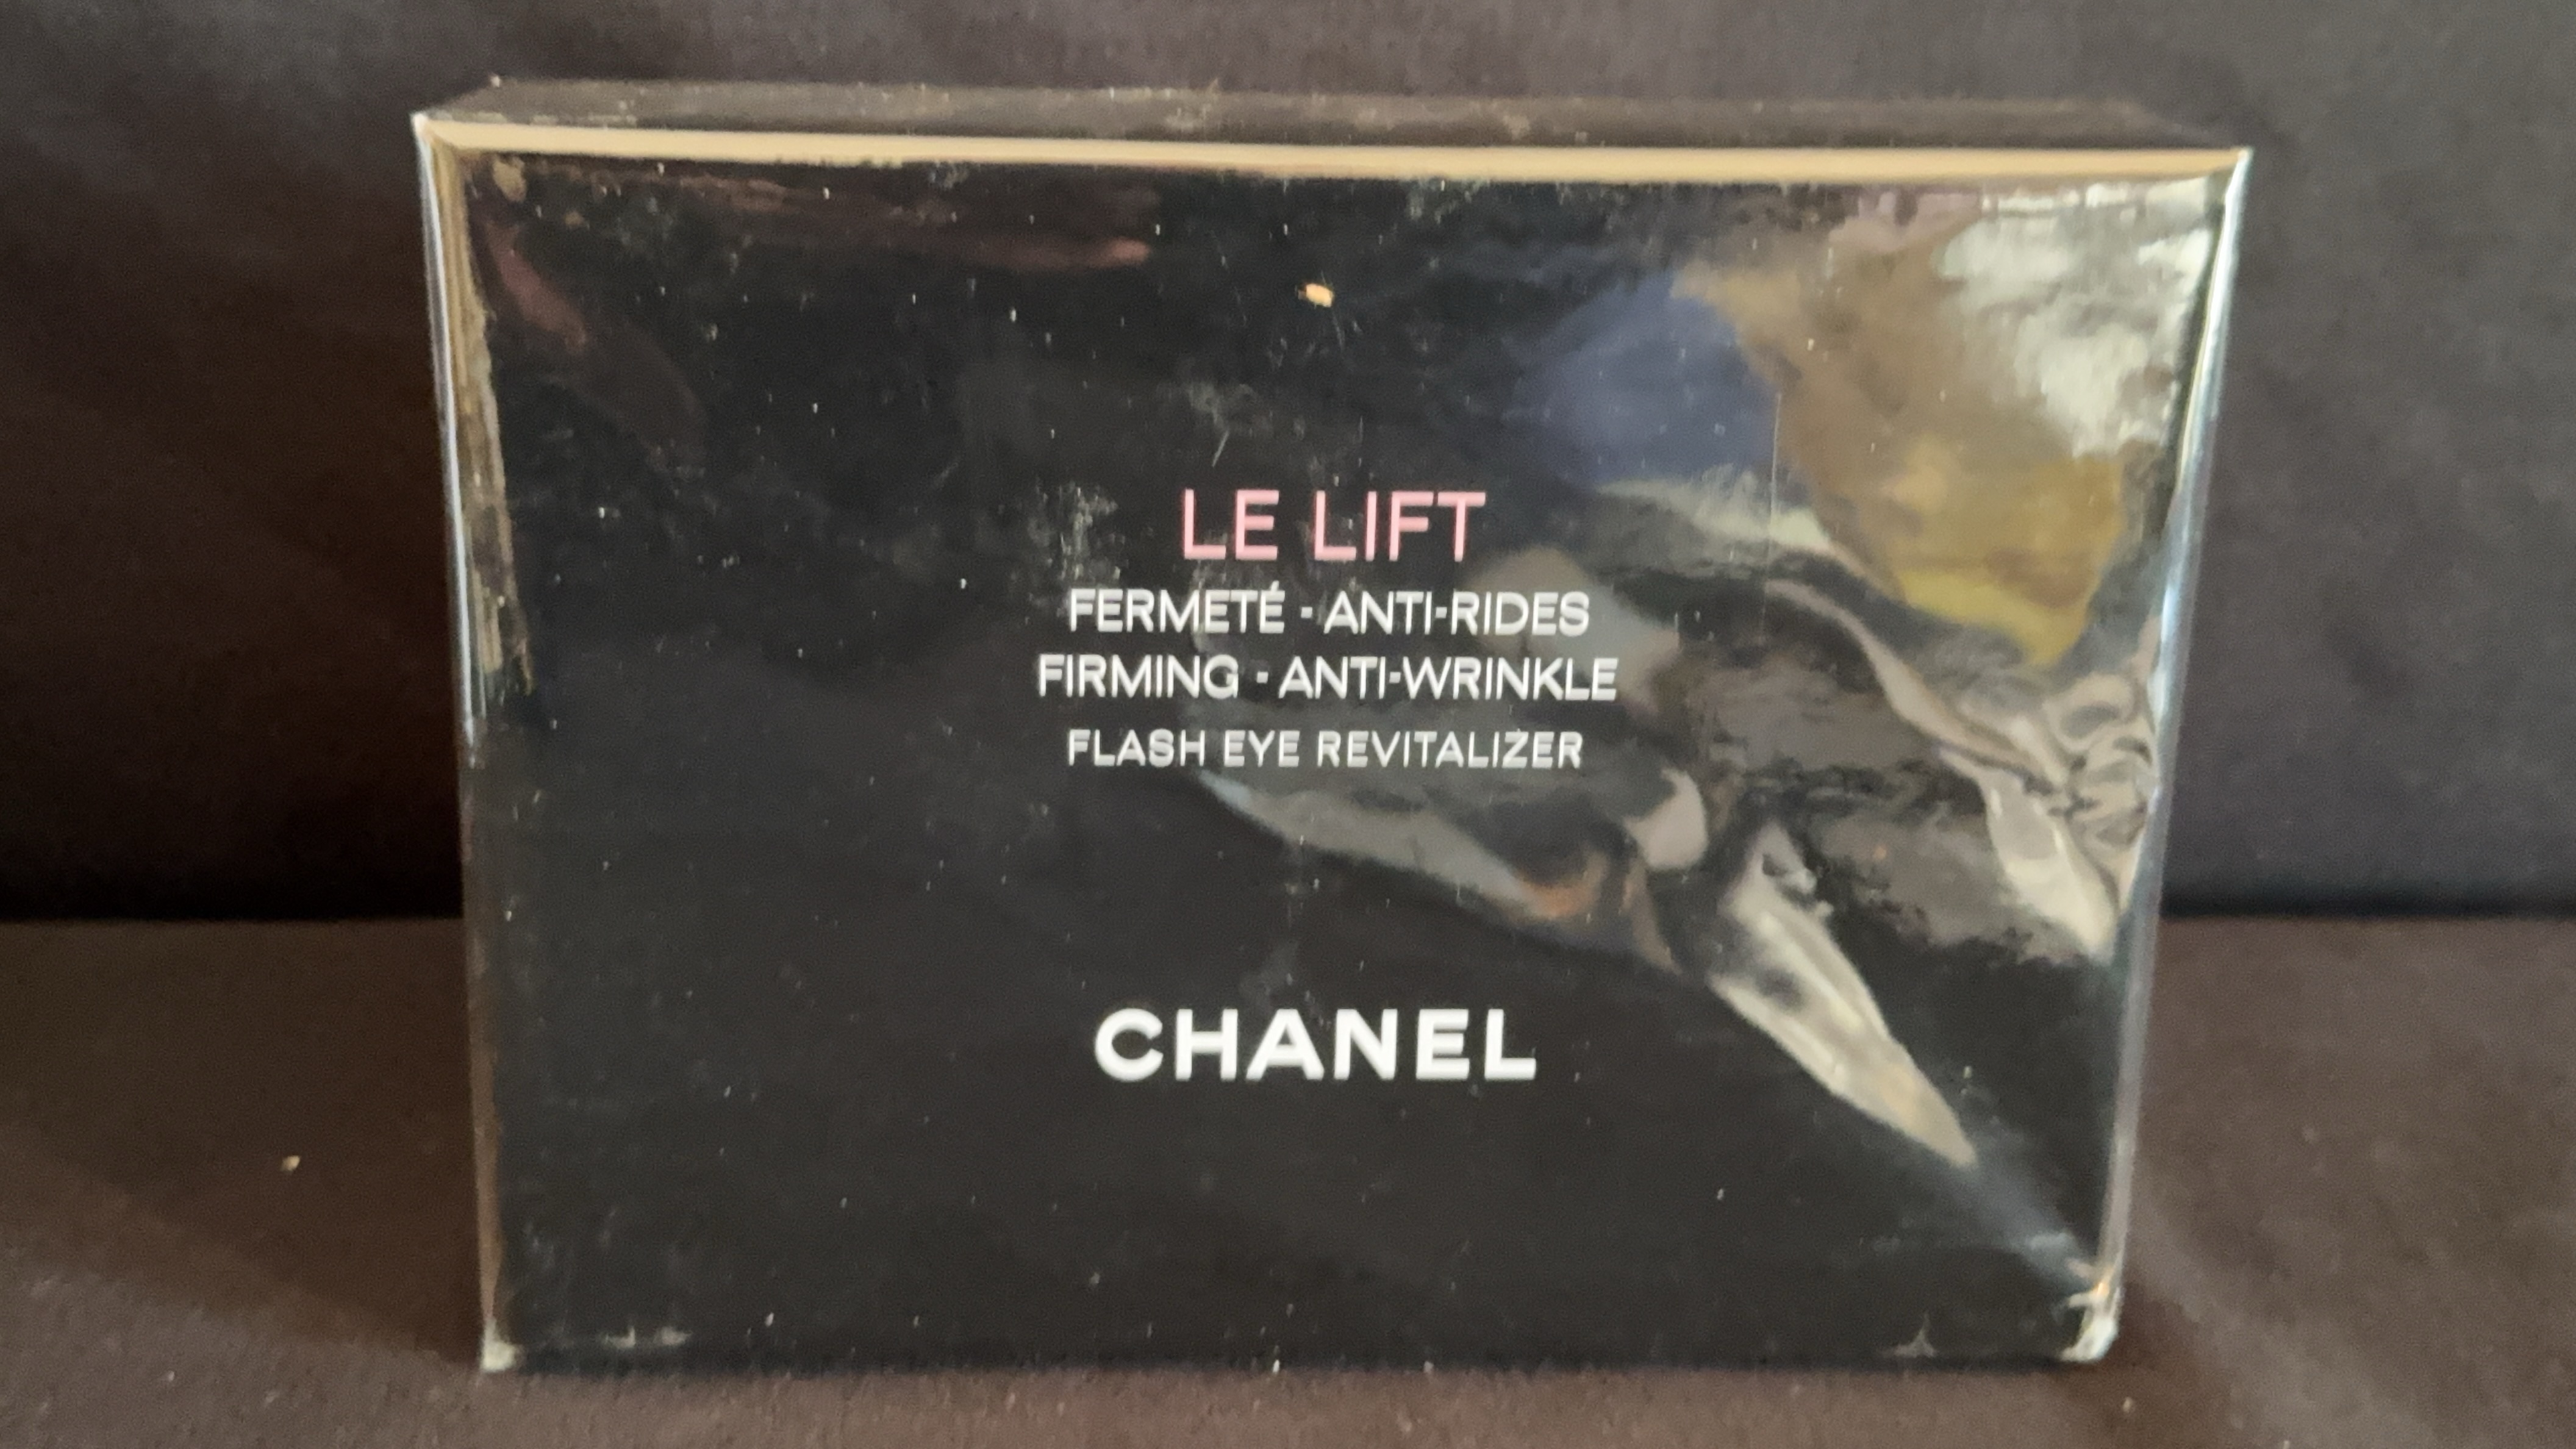 LE LIFT
FERMETÉ - ANTI-RIDES
FIRMING - ANTI-WRINKLE
FLASH EYE REVITALIZER
CHANEL